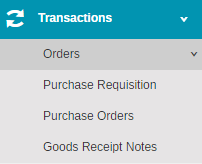 Transactions
Orders
Purchase Requisition
Purchase Orders
Goods Receipt Notes